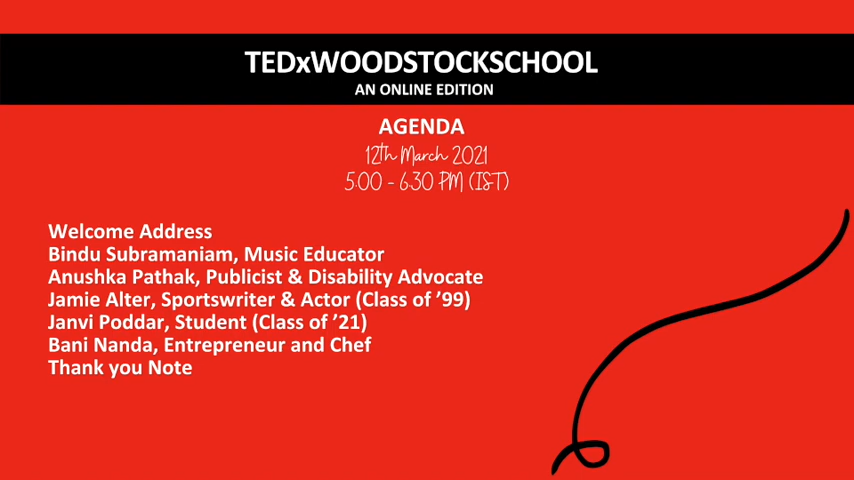 TEDxWOODSTOCKSCHOOL
AN ONLINE EDITION
AGENDA
12th March 2021
5:00 - 6:30 PM (IST)
Welcome Address
Bindu Subramaniam, Music Educator
Anushka Pathak, Publicist & Disability Advocate
Jamie Alter, Sportswriter & Actor (Class of ’99)
Janvi Poddar, Student (Class of ’21)
Bani Nanda, Entrepreneur and Chef
Thank you Note